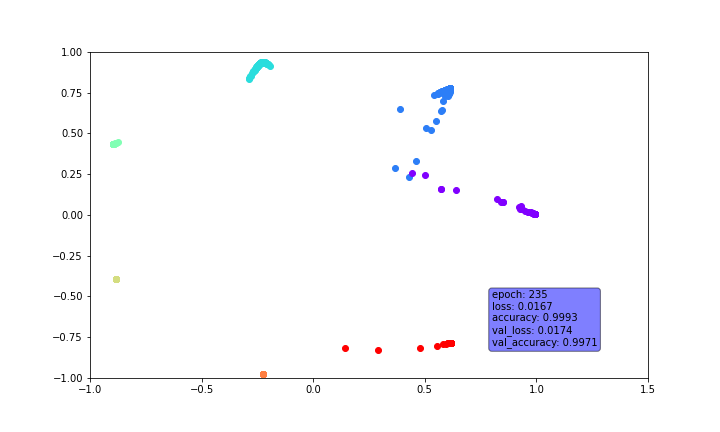 1.00
0.75
0.50
0.25
0.00
−0.25
−0.50
−0.75
−1.00
epoch: 235
loss: 0.0167
accuracy: 0.9993
val_loss: 0.0174
val_accuracy: 0.9971
−1.0 −0.5 0.0 0.5 1.0 1.5